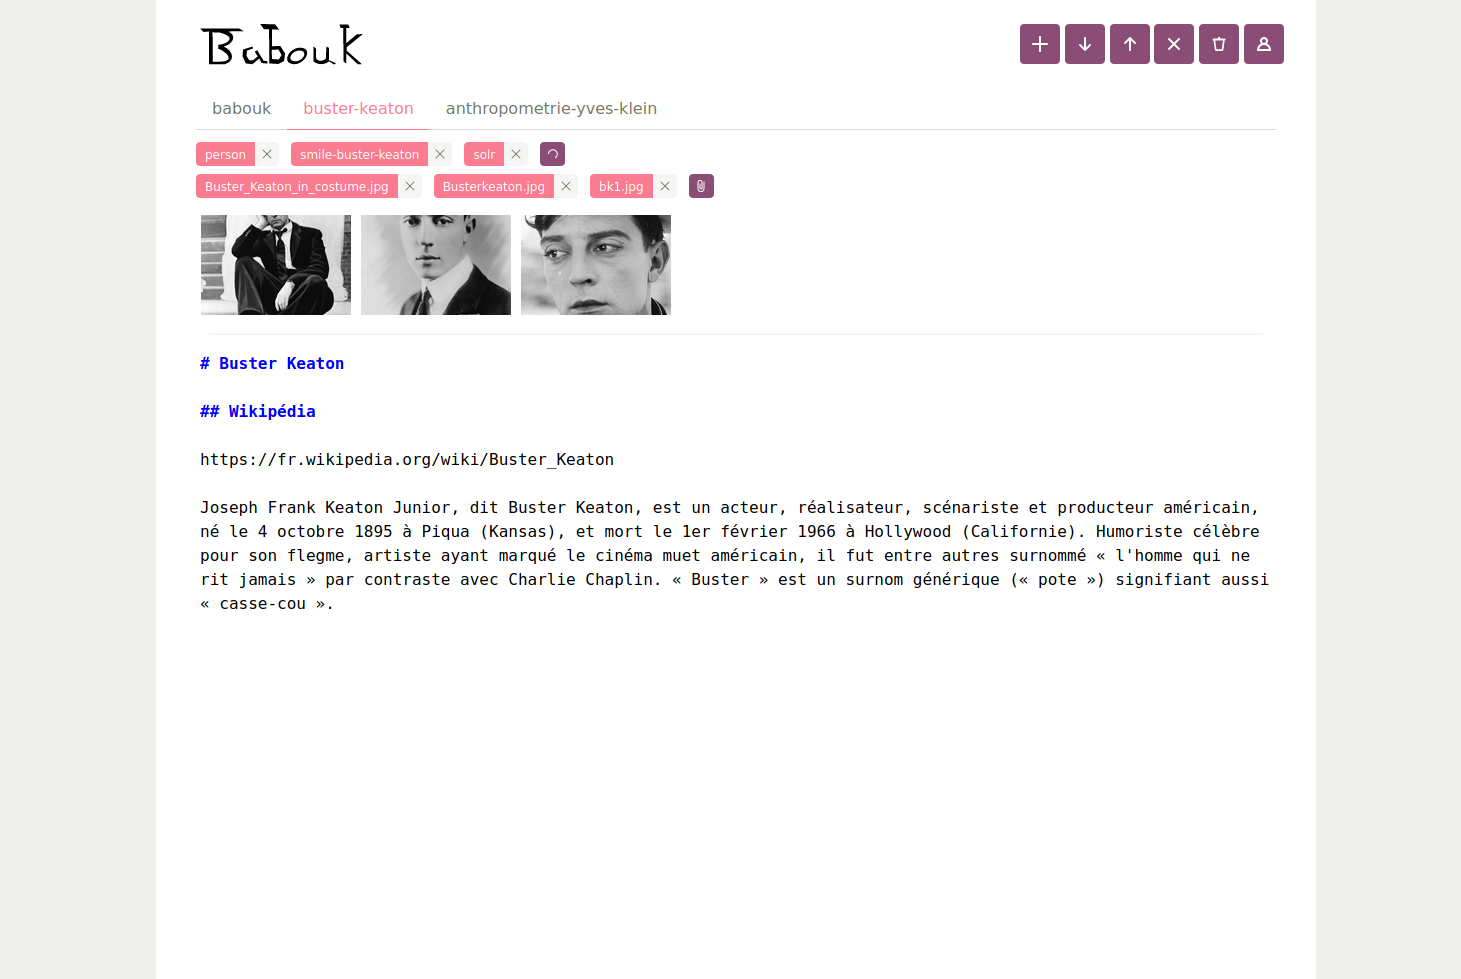 Babouk
babouk buster-keaton anthropometrie-yves-klein
person smile-buster-keaton solr
Buster_Keaton_in_costume.jpg Busterkeaton.jpg bk1.jpg
# Buster Keaton
## Wikipédia
https://fr.wikipedia.org/wiki/Buster_Keaton
Joseph Frank Keaton Junior, dit Buster Keaton, est un acteur, réalisateur, scénariste et producteur américain,
né le 4 octobre 1895 à Piqua (Kansas), et mort le 1er février 1966 à Hollywood (Californie). Humoriste célèbre
pour son flegme, artiste ayant marqué le cinéma muet américain, il fut entre autres surnommé « l'homme qui ne
rit jamais » par contraste avec Charlie Chaplin. « Buster » est un surnom générique (« pote ») signifiant aussi
« casse-cou ».